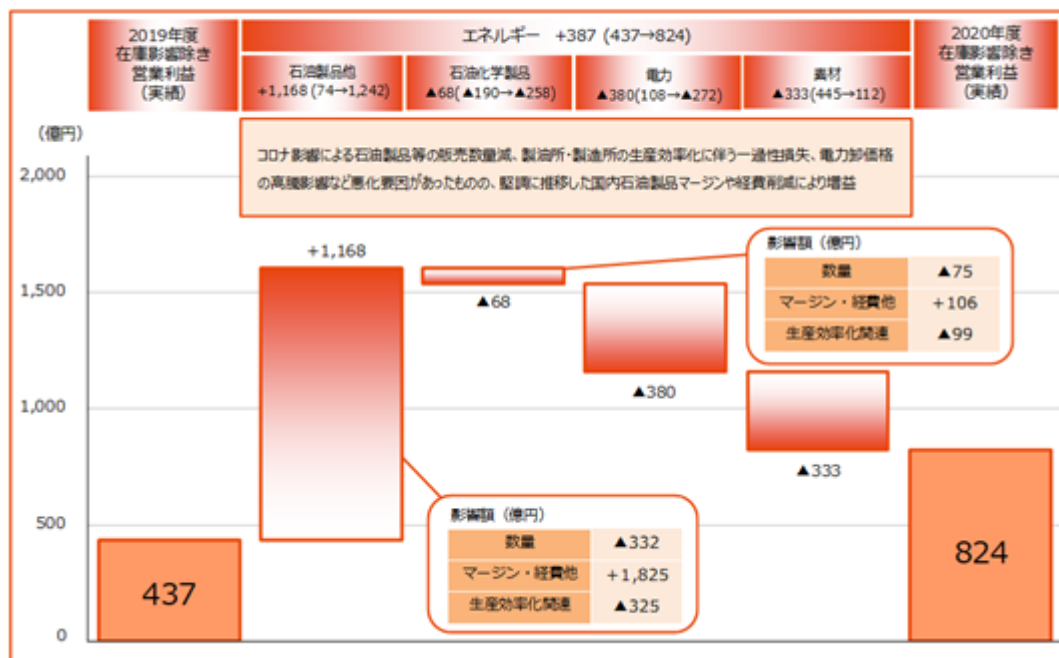 2019年度
在庫影響除き
営業利益
（実績）
エネルギー +387 (437→824)
石油製品他
+1,168 (74→1,242)
石油化学製品
▲68(▲190→▲258)
電力
▲380(108→▲272)
素材
▲333(445→112)
2020年度
在庫影響除き
営業利益
（実績）
（億円）
コロナ影響による石油製品等の販売数量減、製油所・製造所の生産効率化に伴う一過性損失、電力卸価格
の高騰影響など悪化要因があったものの、堅調に推移した国内石油製品マージンや経費削減により増益
2,000
1,500
1,000
500
0
437
+1,168
▲68
▲380
▲333
824
影響額（億円）
数量 ▲75
マージン・経費他 +106
生産効率化関連 ▲99
影響額（億円）
数量 ▲332
マージン・経費他 +1,825
生産効率化関連 ▲325